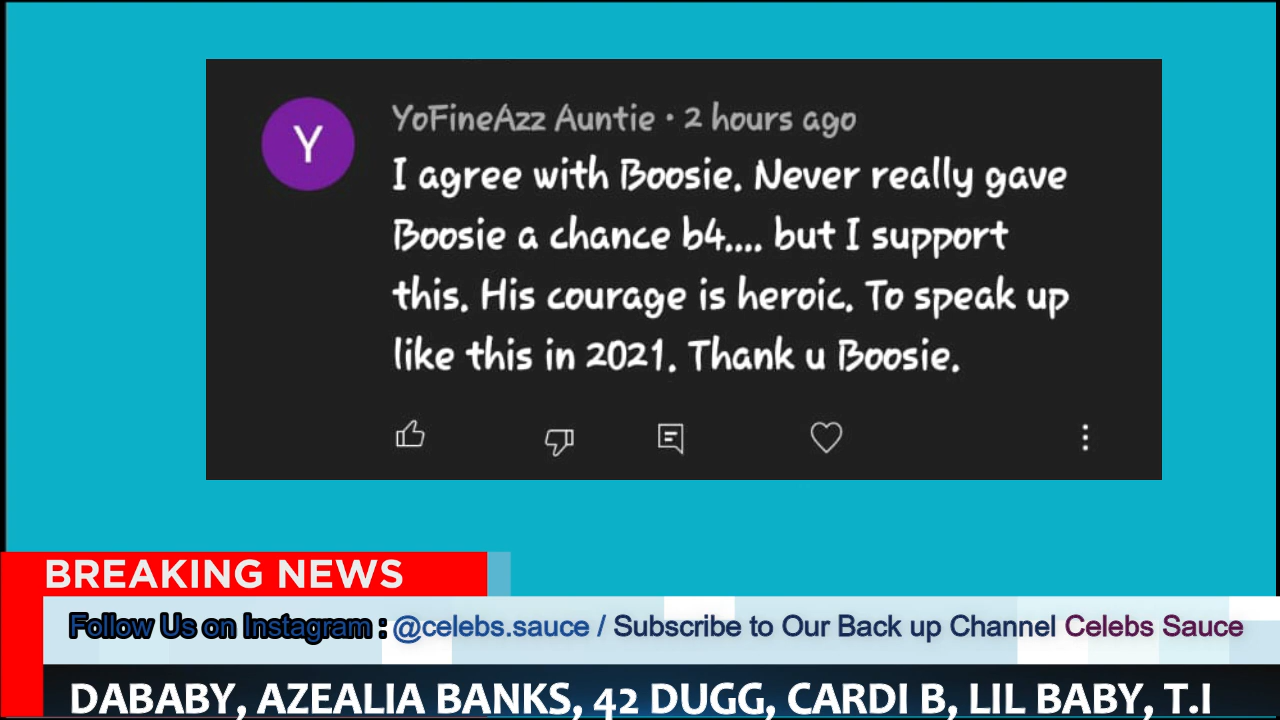 Y
YoFineAzz Auntie • 2 hours ago
I agree with Boosie. Never really gave
Boosie a chance b4.... but I support
this. His courage is heroic. To speak up
like this in 2021. Thank u Boosie.
BREAKING NEWS
Follow Us on Instagram : @celebs.sauce / Subscribe to Our Back up Channel Celebs Sauce
DABABY, AZEALIA BANKS, 42 DUGG, CARDI B, LIL BABY, T.I